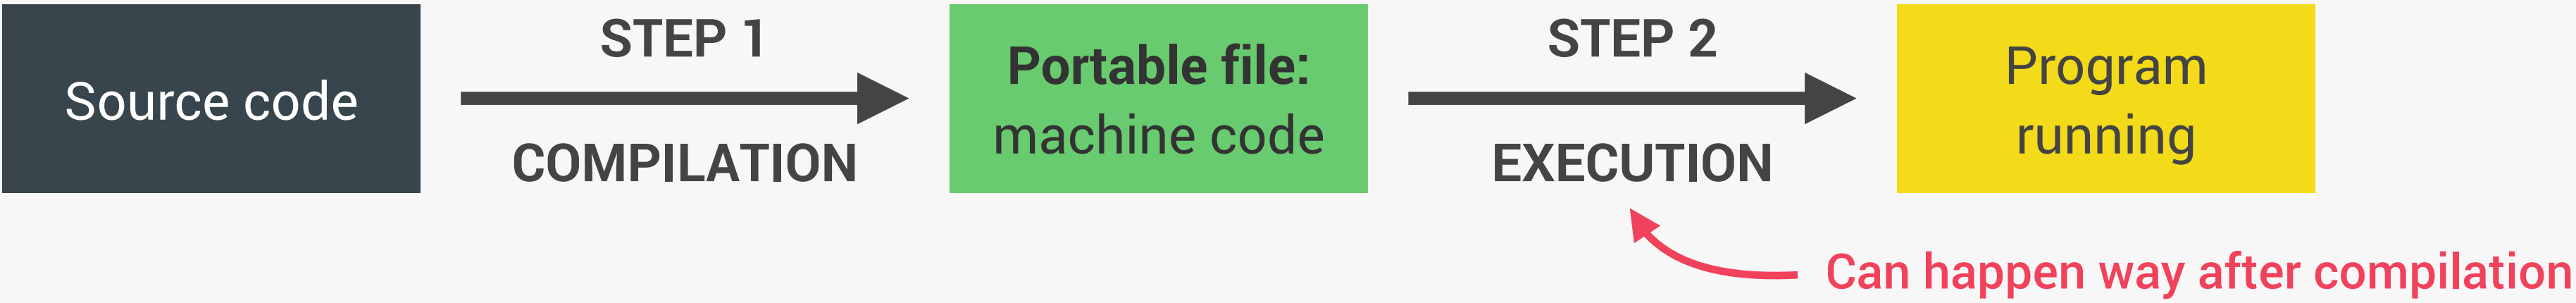 Source code
STEP 1
COMPILATION
Portable file:
machine code
STEP 2
EXECUTION
Program
running
Can happen way after compilation